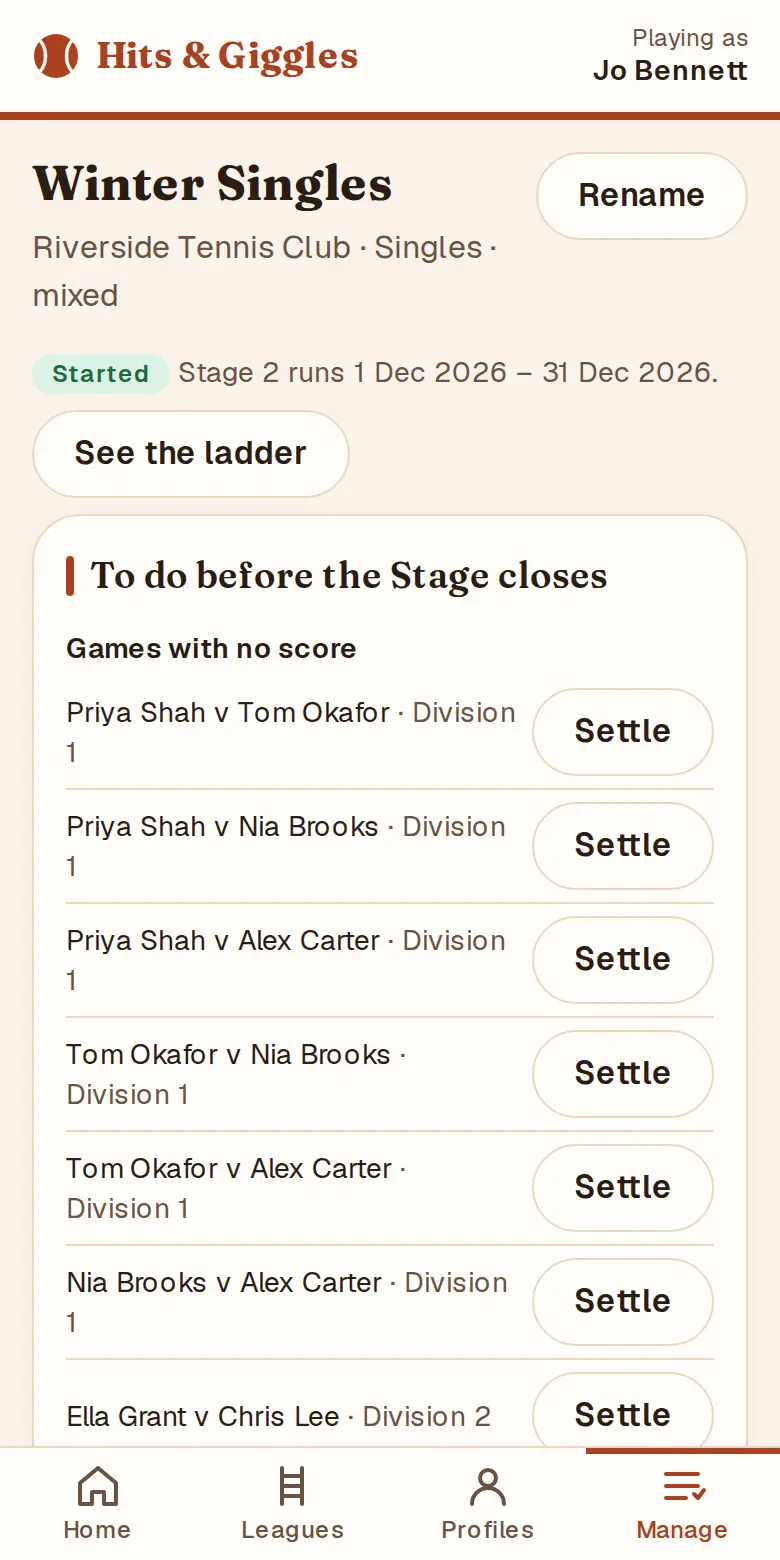 Hits & Giggles
Playing as
Jo Bennett
Winter Singles
Rename
Riverside Tennis Club · Singles ·
mixed
Started Stage 2 runs 1 Dec 2026 – 31 Dec 2026.
See the ladder
To do before the Stage closes
Games with no score
Priya Shah v Tom Okafor · Division
1
Settle
Priya Shah v Nia Brooks · Division
1
Settle
Priya Shah v Alex Carter · Division
1
Settle
Tom Okafor v Nia Brooks ·
Division 1
Settle
Tom Okafor v Alex Carter ·
Division 1
Settle
Nia Brooks v Alex Carter · Division
1
Settle
Ella Grant v Chris Lee · Division 2
Settle
Home
Leagues
Profiles
Manage